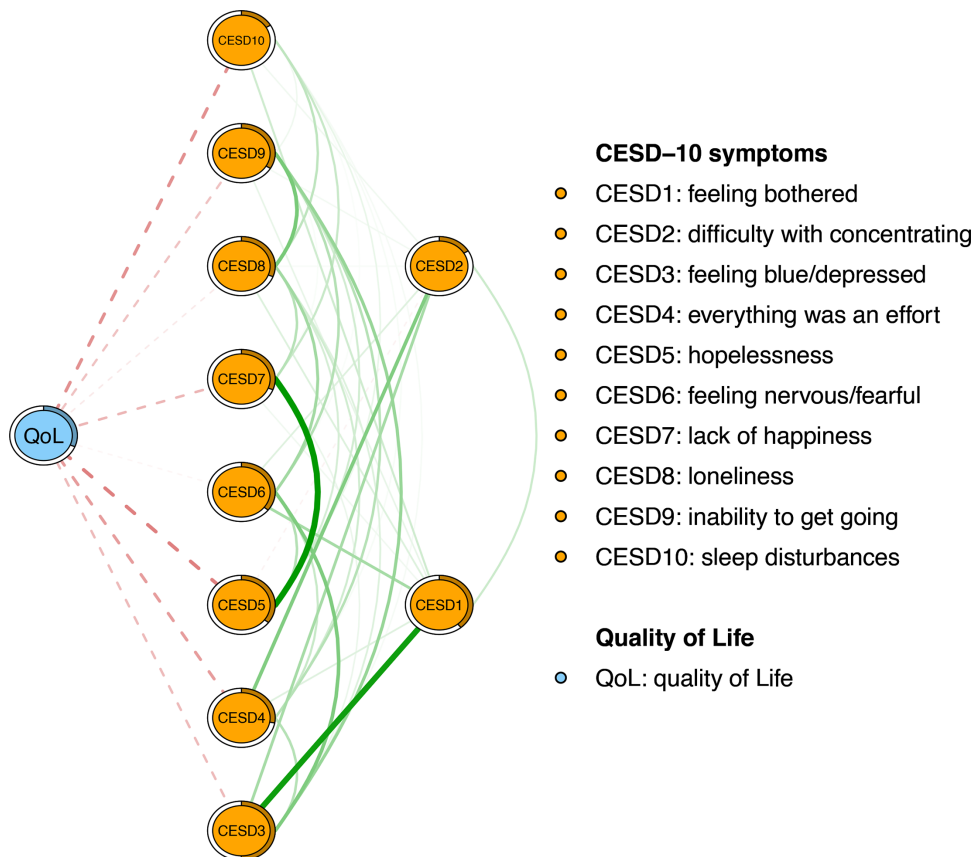 CESD10
CESD9
CESD8
CESD2
CESD7
QoL
CESD6
CESD5
CESD1
CESD4
CESD3
CESD–10 symptoms
CESD1: feeling bothered
CESD2: difficulty with concentrating
CESD3: feeling blue/depressed
CESD4: everything was an effort
CESD5: hopelessness
CESD6: feeling nervous/fearful
CESD7: lack of happiness
CESD8: loneliness
CESD9: inability to get going
CESD10: sleep disturbances
Quality of Life
QoL: quality of Life